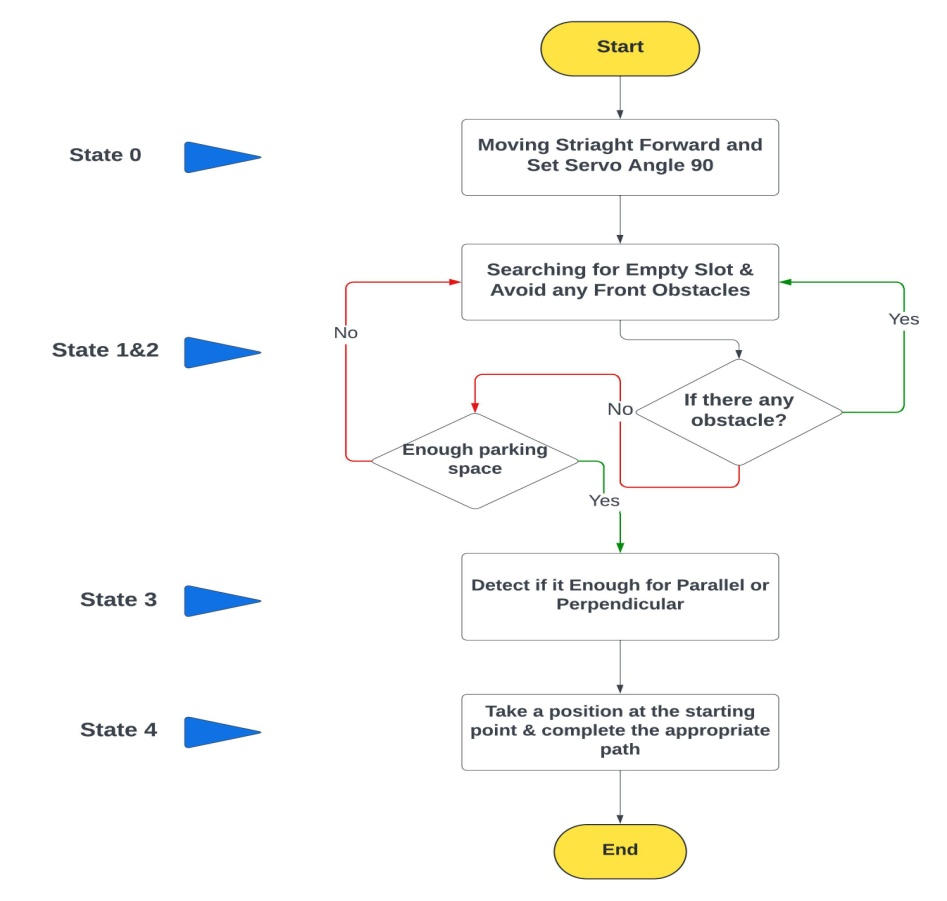 Start
State 0
Moving Striaght Forward and
Set Servo Angle 90
Searching for Empty Slot &
Avoid any Front Obstacles
Yes
No
State 1&2
If there any
obstacle?
No
Enough parking
space
Yes
State 3
Detect if it Enough for Parallel or
Perpendicular
State 4
Take a position at the starting
point & complete the appropriate
path
End